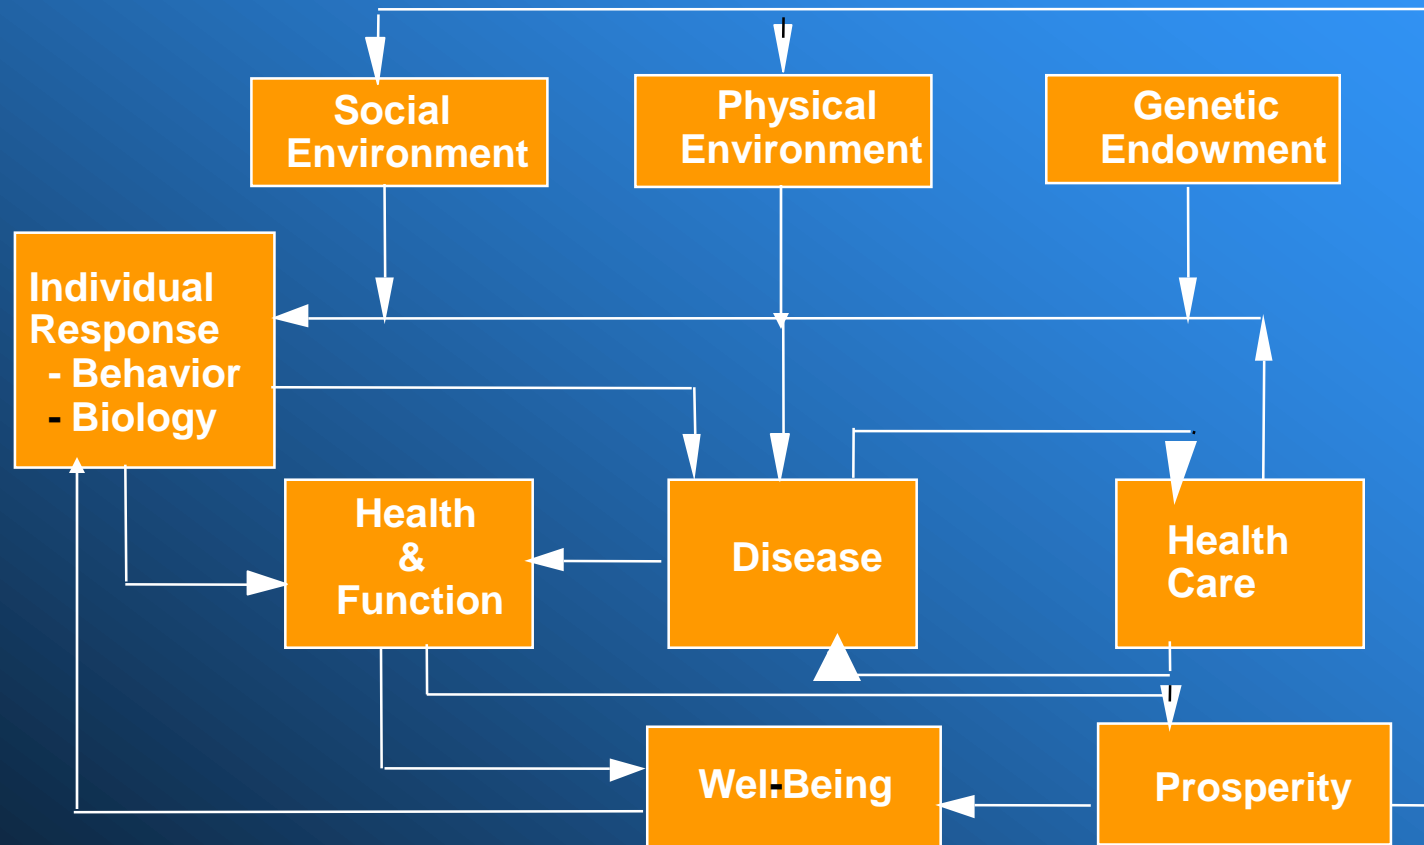 Social
Environment
Physical
Environment
Genetic
Endowment
Individual
Response
- Behavior
- Biology
Health
&
Function
Disease
Health
Care
Well-Being
Prosperity